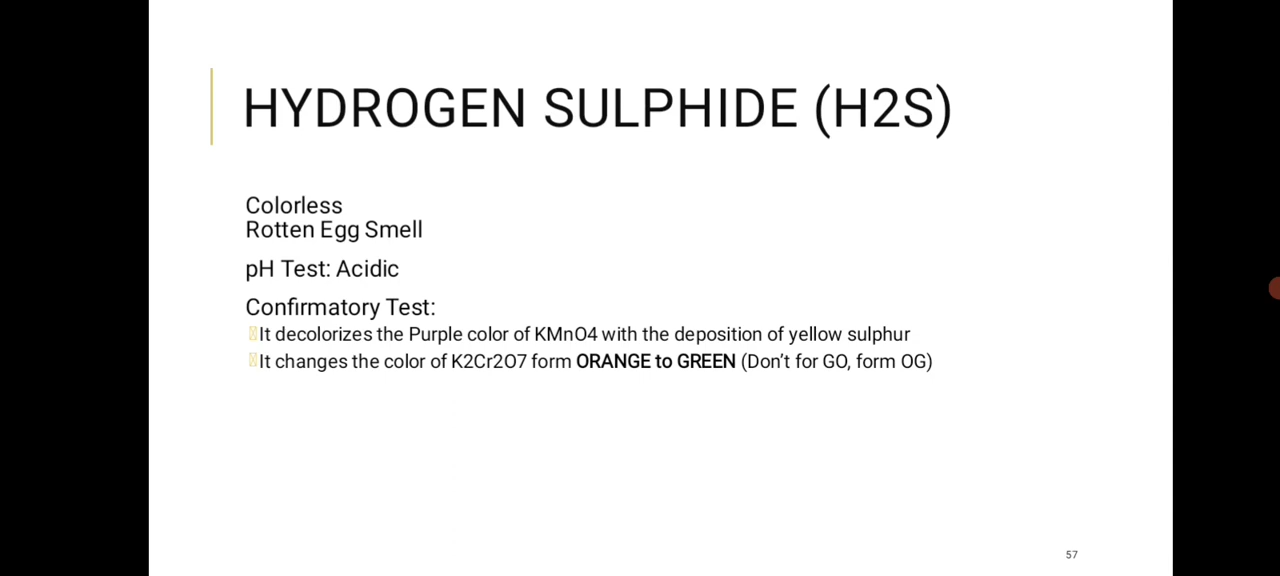 HYDROGEN SULPHIDE (H2S)
Colorless
Rotten Egg Smell
pH Test: Acidic
Confirmatory Test:
It decolorizes the Purple color of KMnO4 with the deposition of yellow sulphur
It changes the color of K2Cr2O7 form ORANGE to GREEN (Don't for GO, form OG)
57